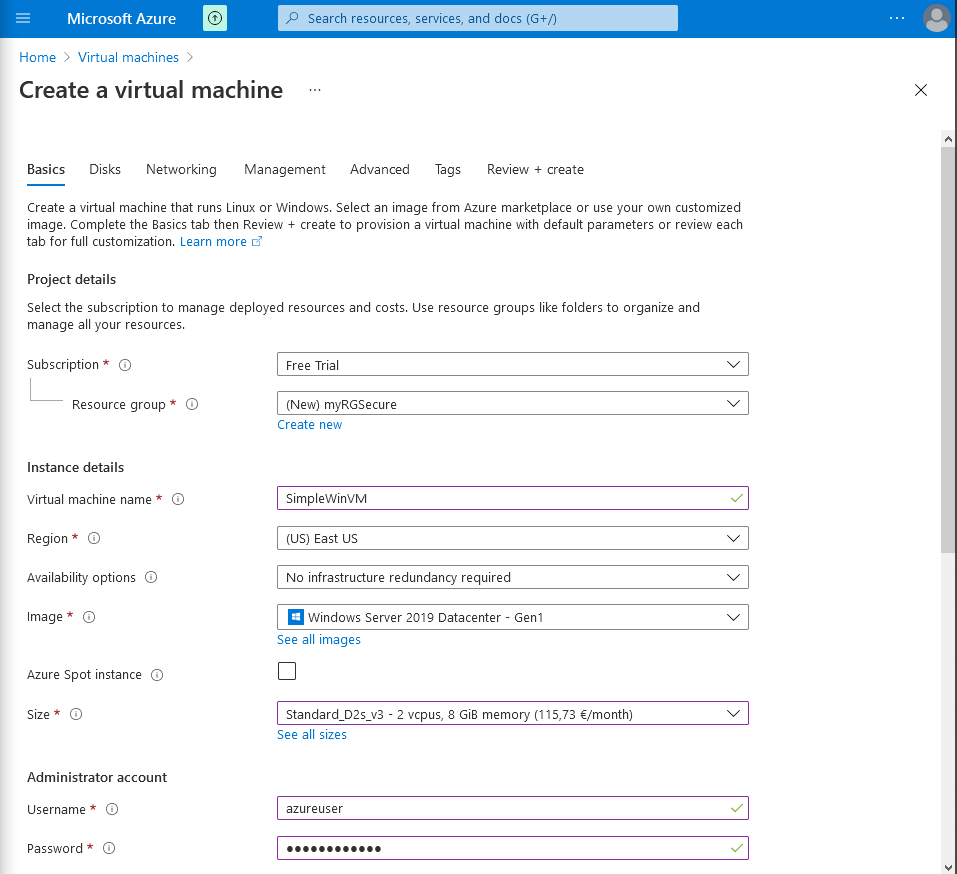 Microsoft Azure
Search resources, services, and docs (G+/)
Home > Virtual machines >
Create a virtual machine ...
Basics Disks Networking Management Advanced Tags Review + create
Create a virtual machine that runs Linux or Windows. Select an image from Azure marketplace or use your own customized
image. Complete the Basics tab then Review + create to provision a virtual machine with default parameters or review each
tab for full customization. Learn more
Project details
Select the subscription to manage deployed resources and costs. Use resource groups like folders to organize and
manage all your resources.
Subscription * Free Trial
Resource group * (New) myRGSecure
Create new
Instance details
Virtual machine name * SimpleWinVM
Region * (US) East US
Availability options No infrastructure redundancy required
Image * Windows Server 2019 Datacenter - Gen1
See all images
Azure Spot instance
Size * Standard_D2s_v3 - 2 vcpus, 8 GiB memory (115,73 €/month)
See all sizes
Administrator account
Username * azureuser
Password * ●●●●●●●●●●●●